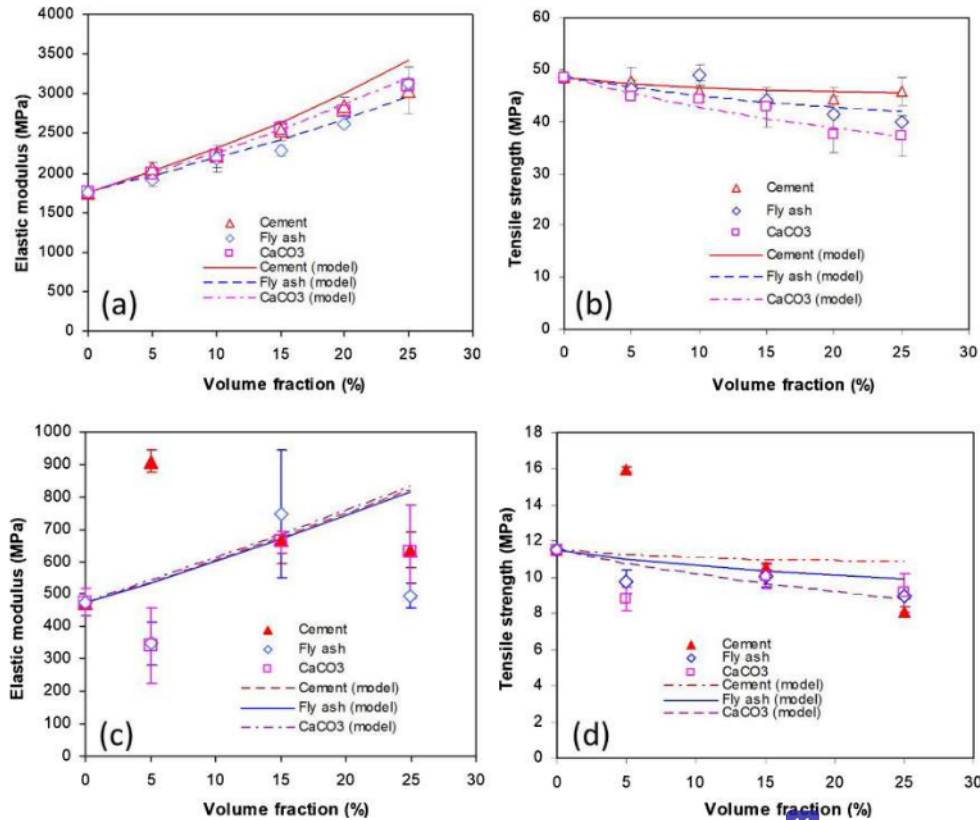 4000
3500
3000
2500
2000
1500
1000
500
0
Elastic modulus (MPa)
Cement
Fly ash
CaCO3
Cement (model)
Fly ash (model)
CaCO3 (model)
(a)
0 5 10 15 20 25 30
Volume fraction (%)
60
50
40
30
20
10
0
Tensile strength (MPa)
Cement
Fly ash
CaCO3
Cement (model)
Fly ash (model)
CaCO3 (model)
(b)
0 5 10 15 20 25 30
Volume fraction (%)
1000
900
800
700
600
500
400
300
200
100
0
Elastic modulus (MPa)
Cement
Fly ash
CaCO3
Cement (model)
Fly ash (model)
CaCO3 (model)
(c)
0 5 10 15 20 25 30
Volume fraction (%)
18
16
14
12
10
8
6
4
2
0
Tensile strength (MPa)
Cement
Fly ash
CaCO3
Cement (model)
Fly ash (model)
CaCO3 (model)
(d)
0 5 10 15 20 25 30
Volume fraction (%)